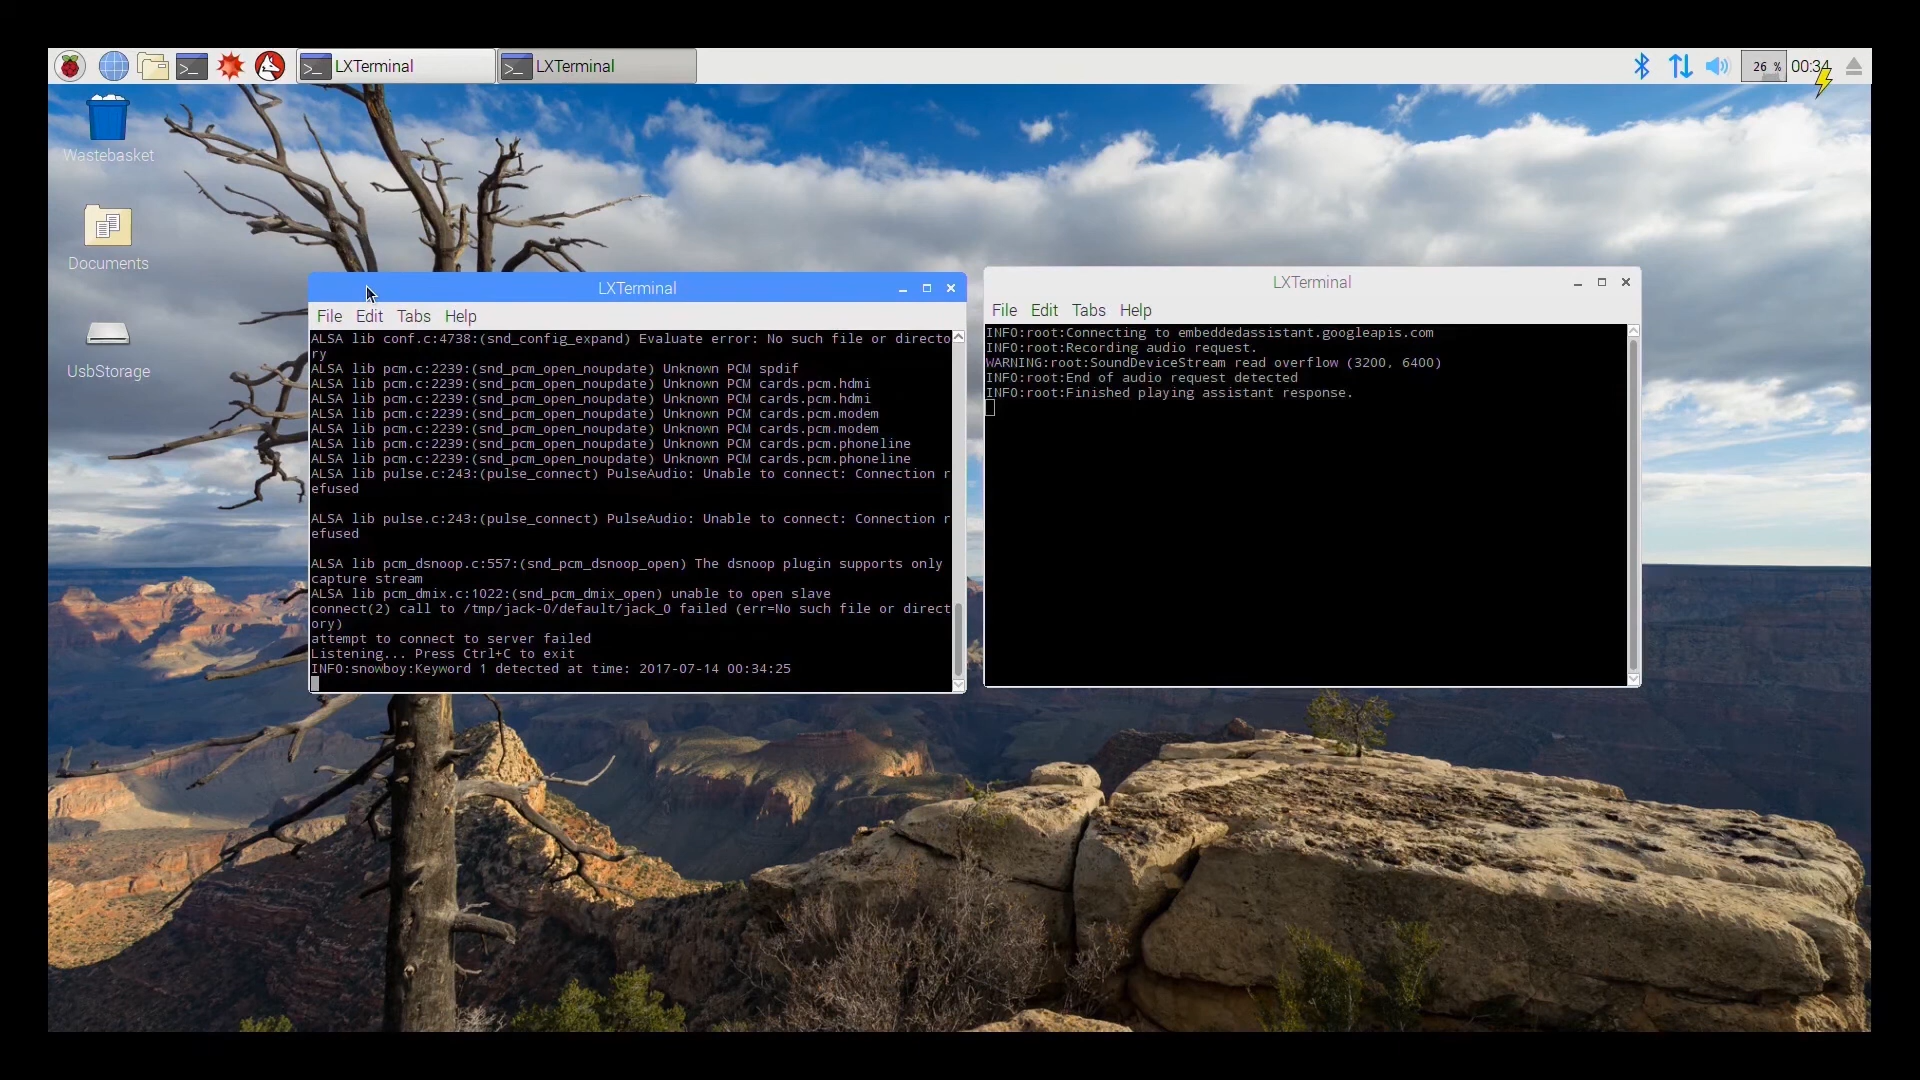 LXTerminal
LXTerminal
26 %
00:34
Wastebasket
Documents
UsbStorage
LXTerminal
File Edit Tabs Help
ALSA lib conf.c:4738:(snd_config_expand) Evaluate error: No such file or directo
ry
ALSA lib pcm.c:2239:(snd_pcm_open_noupdate) Unknown PCM spdif
ALSA lib pcm.c:2239:(snd_pcm_open_noupdate) Unknown PCM cards.pcm.hdmi
ALSA lib pcm.c:2239:(snd_pcm_open_noupdate) Unknown PCM cards.pcm.hdmi
ALSA lib pcm.c:2239:(snd_pcm_open_noupdate) Unknown PCM cards.pcm.modem
ALSA lib pcm.c:2239:(snd_pcm_open_noupdate) Unknown PCM cards.pcm.modem
ALSA lib pcm.c:2239:(snd_pcm_open_noupdate) Unknown PCM cards.pcm.phoneline
ALSA lib pcm.c:2239:(snd_pcm_open_noupdate) Unknown PCM cards.pcm.phoneline
ALSA lib pulse.c:243:(pulse_connect) PulseAudio: Unable to connect: Connection r
efused
ALSA lib pulse.c:243:(pulse_connect) PulseAudio: Unable to connect: Connection r
efused
ALSA lib pcm_dsnoop.c:557:(snd_pcm_dsnoop_open) The dsnoop plugin supports only
capture stream
ALSA lib pcm_dmix.c:1022:(snd_pcm_dmix_open) unable to open slave
connect(2) call to /tmp/jack-0/default/jack_0 failed (err=No such file or direct
ory)
attempt to connect to server failed
Listening... Press Ctrl+C to exit
INFO:snowboy:Keyword 1 detected at time: 2017-07-14 00:34:25
LXTerminal
File Edit Tabs Help
INFO:root:Connecting to embeddedassistant.googleapis.com
INFO:root:Recording audio request.
WARNING:root:SoundDeviceStream read overflow (3200, 6400)
INFO:root:End of audio request detected
INFO:root:Finished playing assistant response.